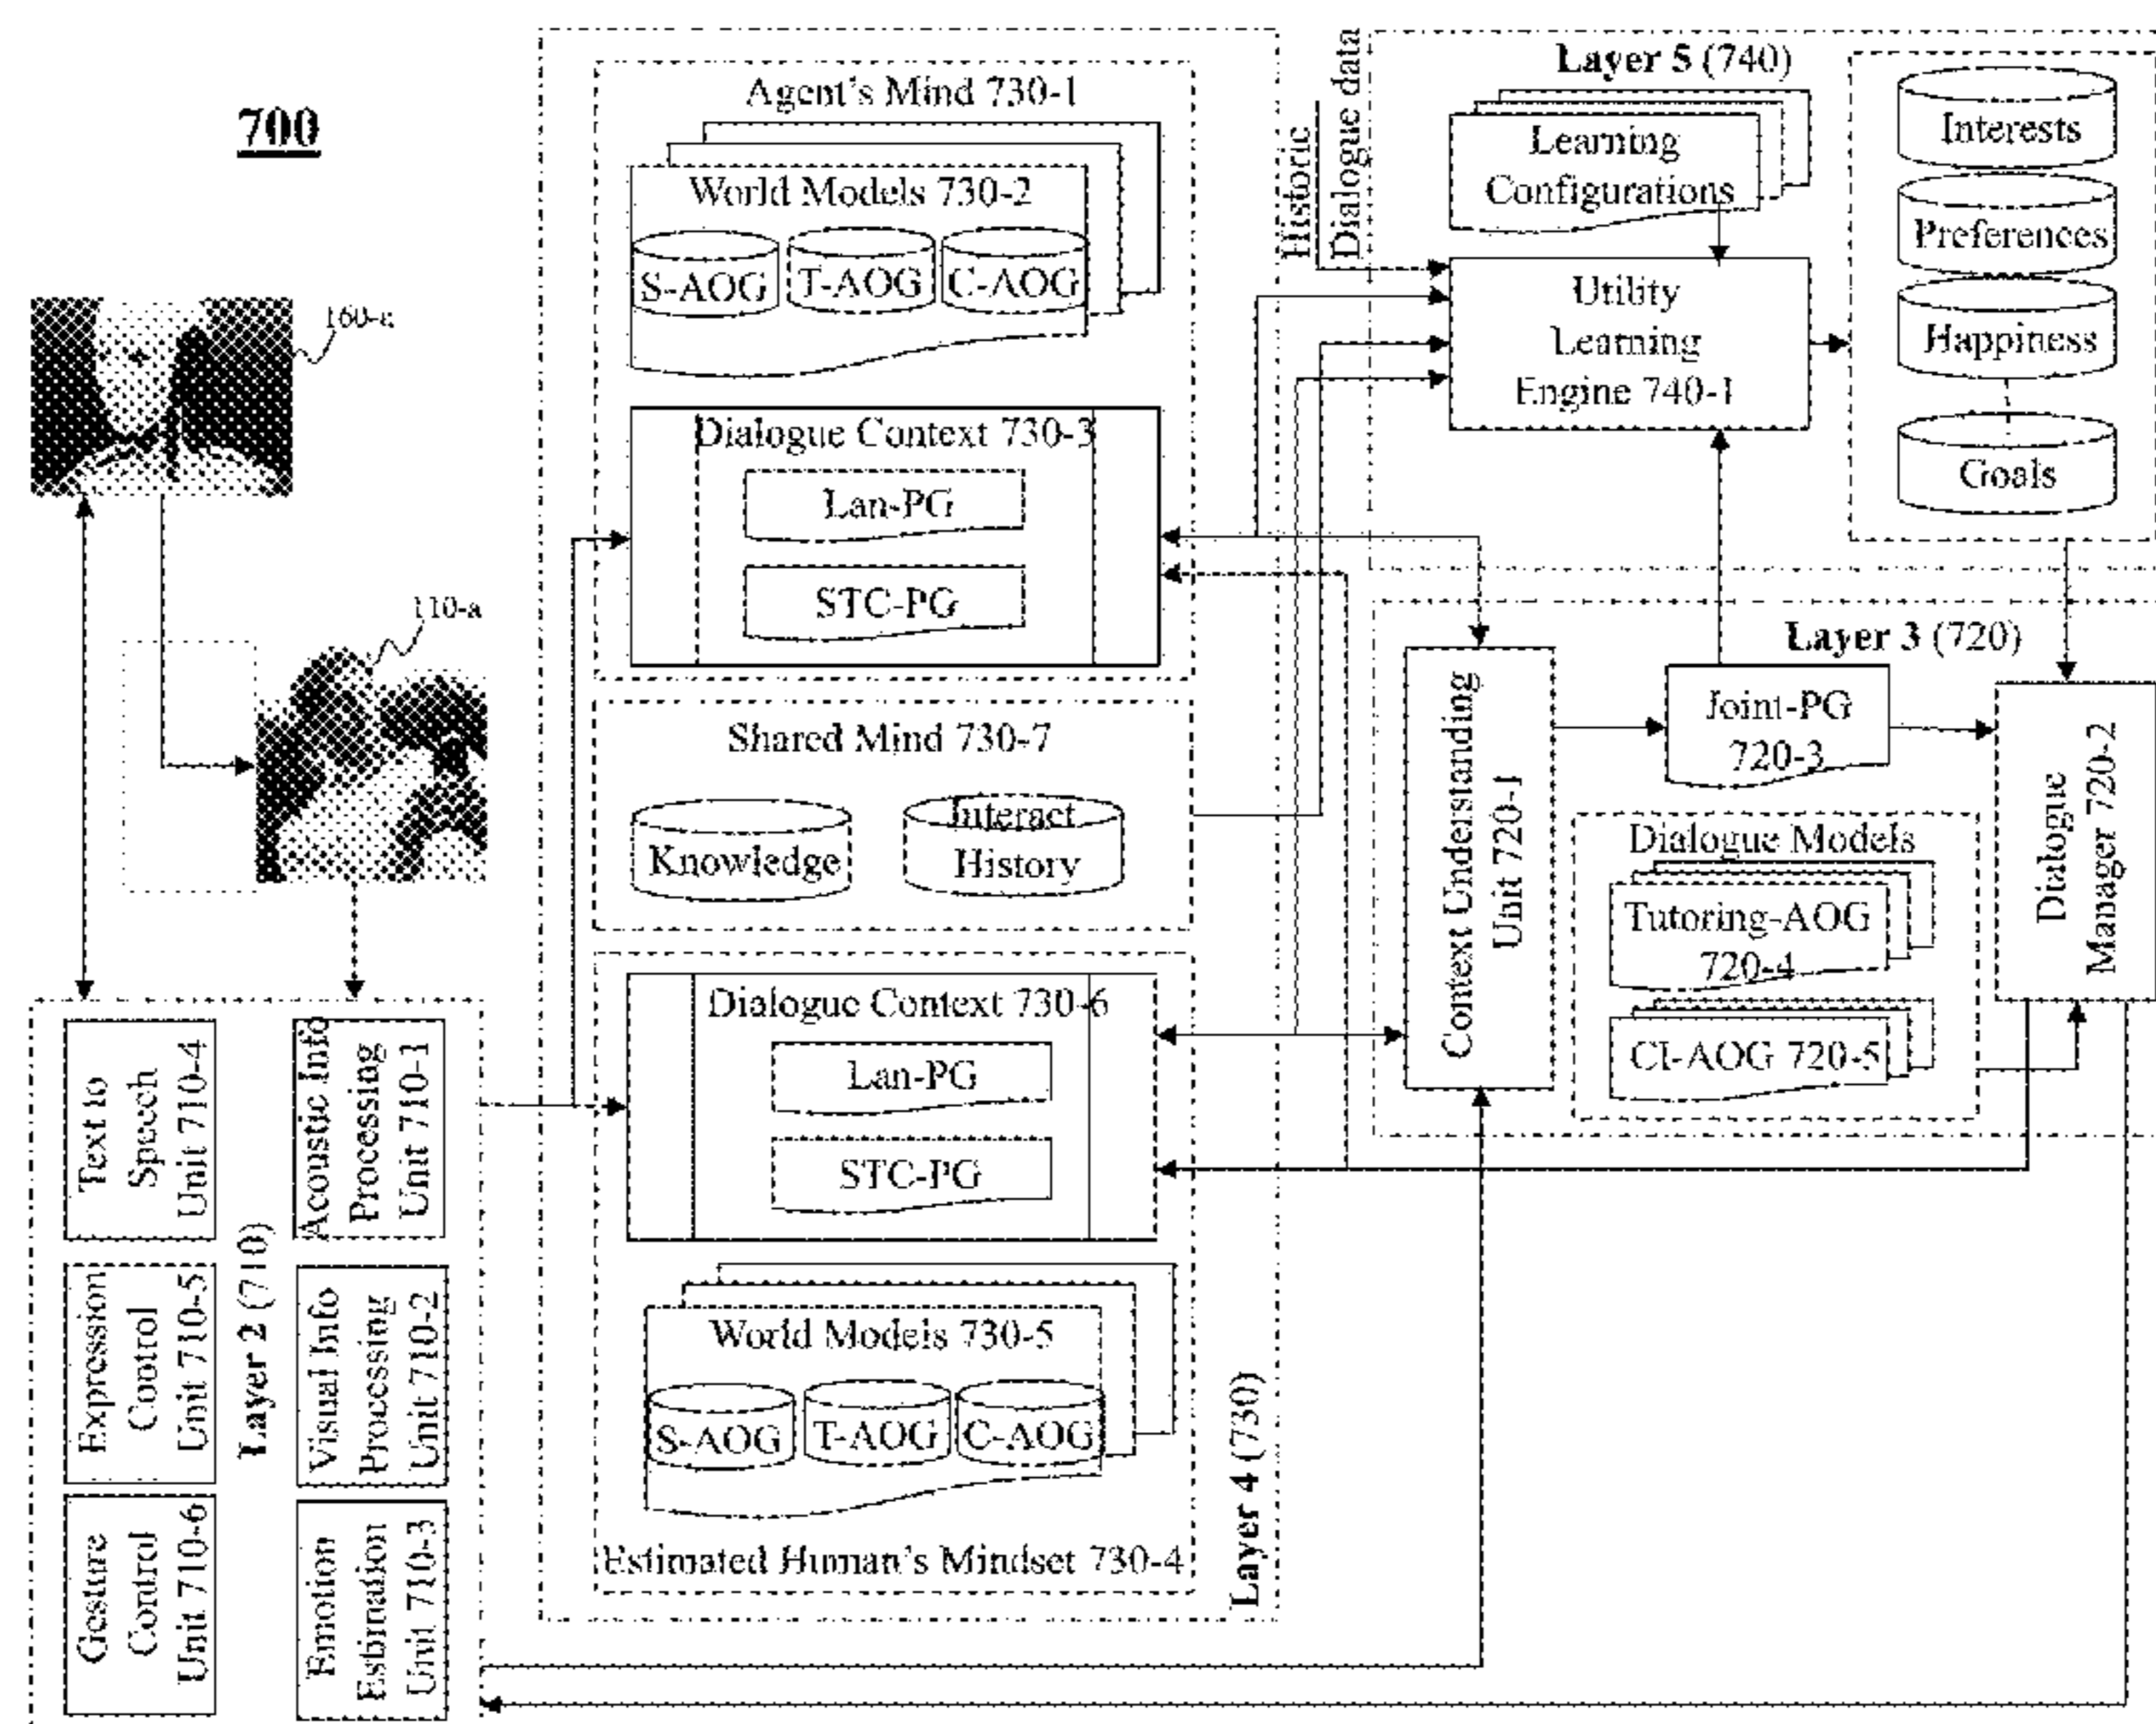 700
160-a
110-a
Agent's Mind 730-1
World Models 730-2
S-AOG
T-AOG
C-AOG
Dialogue Context 730-3
Lan-PG
STC-PG
Shared Mind 730-7
Knowledge
Interact
History
Dialogue Context 730-6
Lan-PG
STC-PG
World Models 730-5
S-AOG
T-AOG
C-AOG
Estimated Human's Mindset 730-4
Layer 4 (730)
Historic
Dialogue data
Layer 5 (740)
Learning
Configurations
Utility
Learning
Engine 740-1
Interests
Preferences
Happiness
Goals
Layer 3 (720)
Context Understanding
Unit 720-1
Joint-PG
720-3
Dialogue Models
Tutoring-AOG
720-4
CI-AOG 720-5
Dialogue
Manager 720-2
Text to
Speech
Unit 710-4
Acoustic Info
Processing
Unit 710-1
Expression
Control
Unit 710-5
Layer 2 (710)
Visual Info
Processing
Unit 710-2
Gesture
Control
Unit 710-6
Emotion
Estimation
Unit 710-3